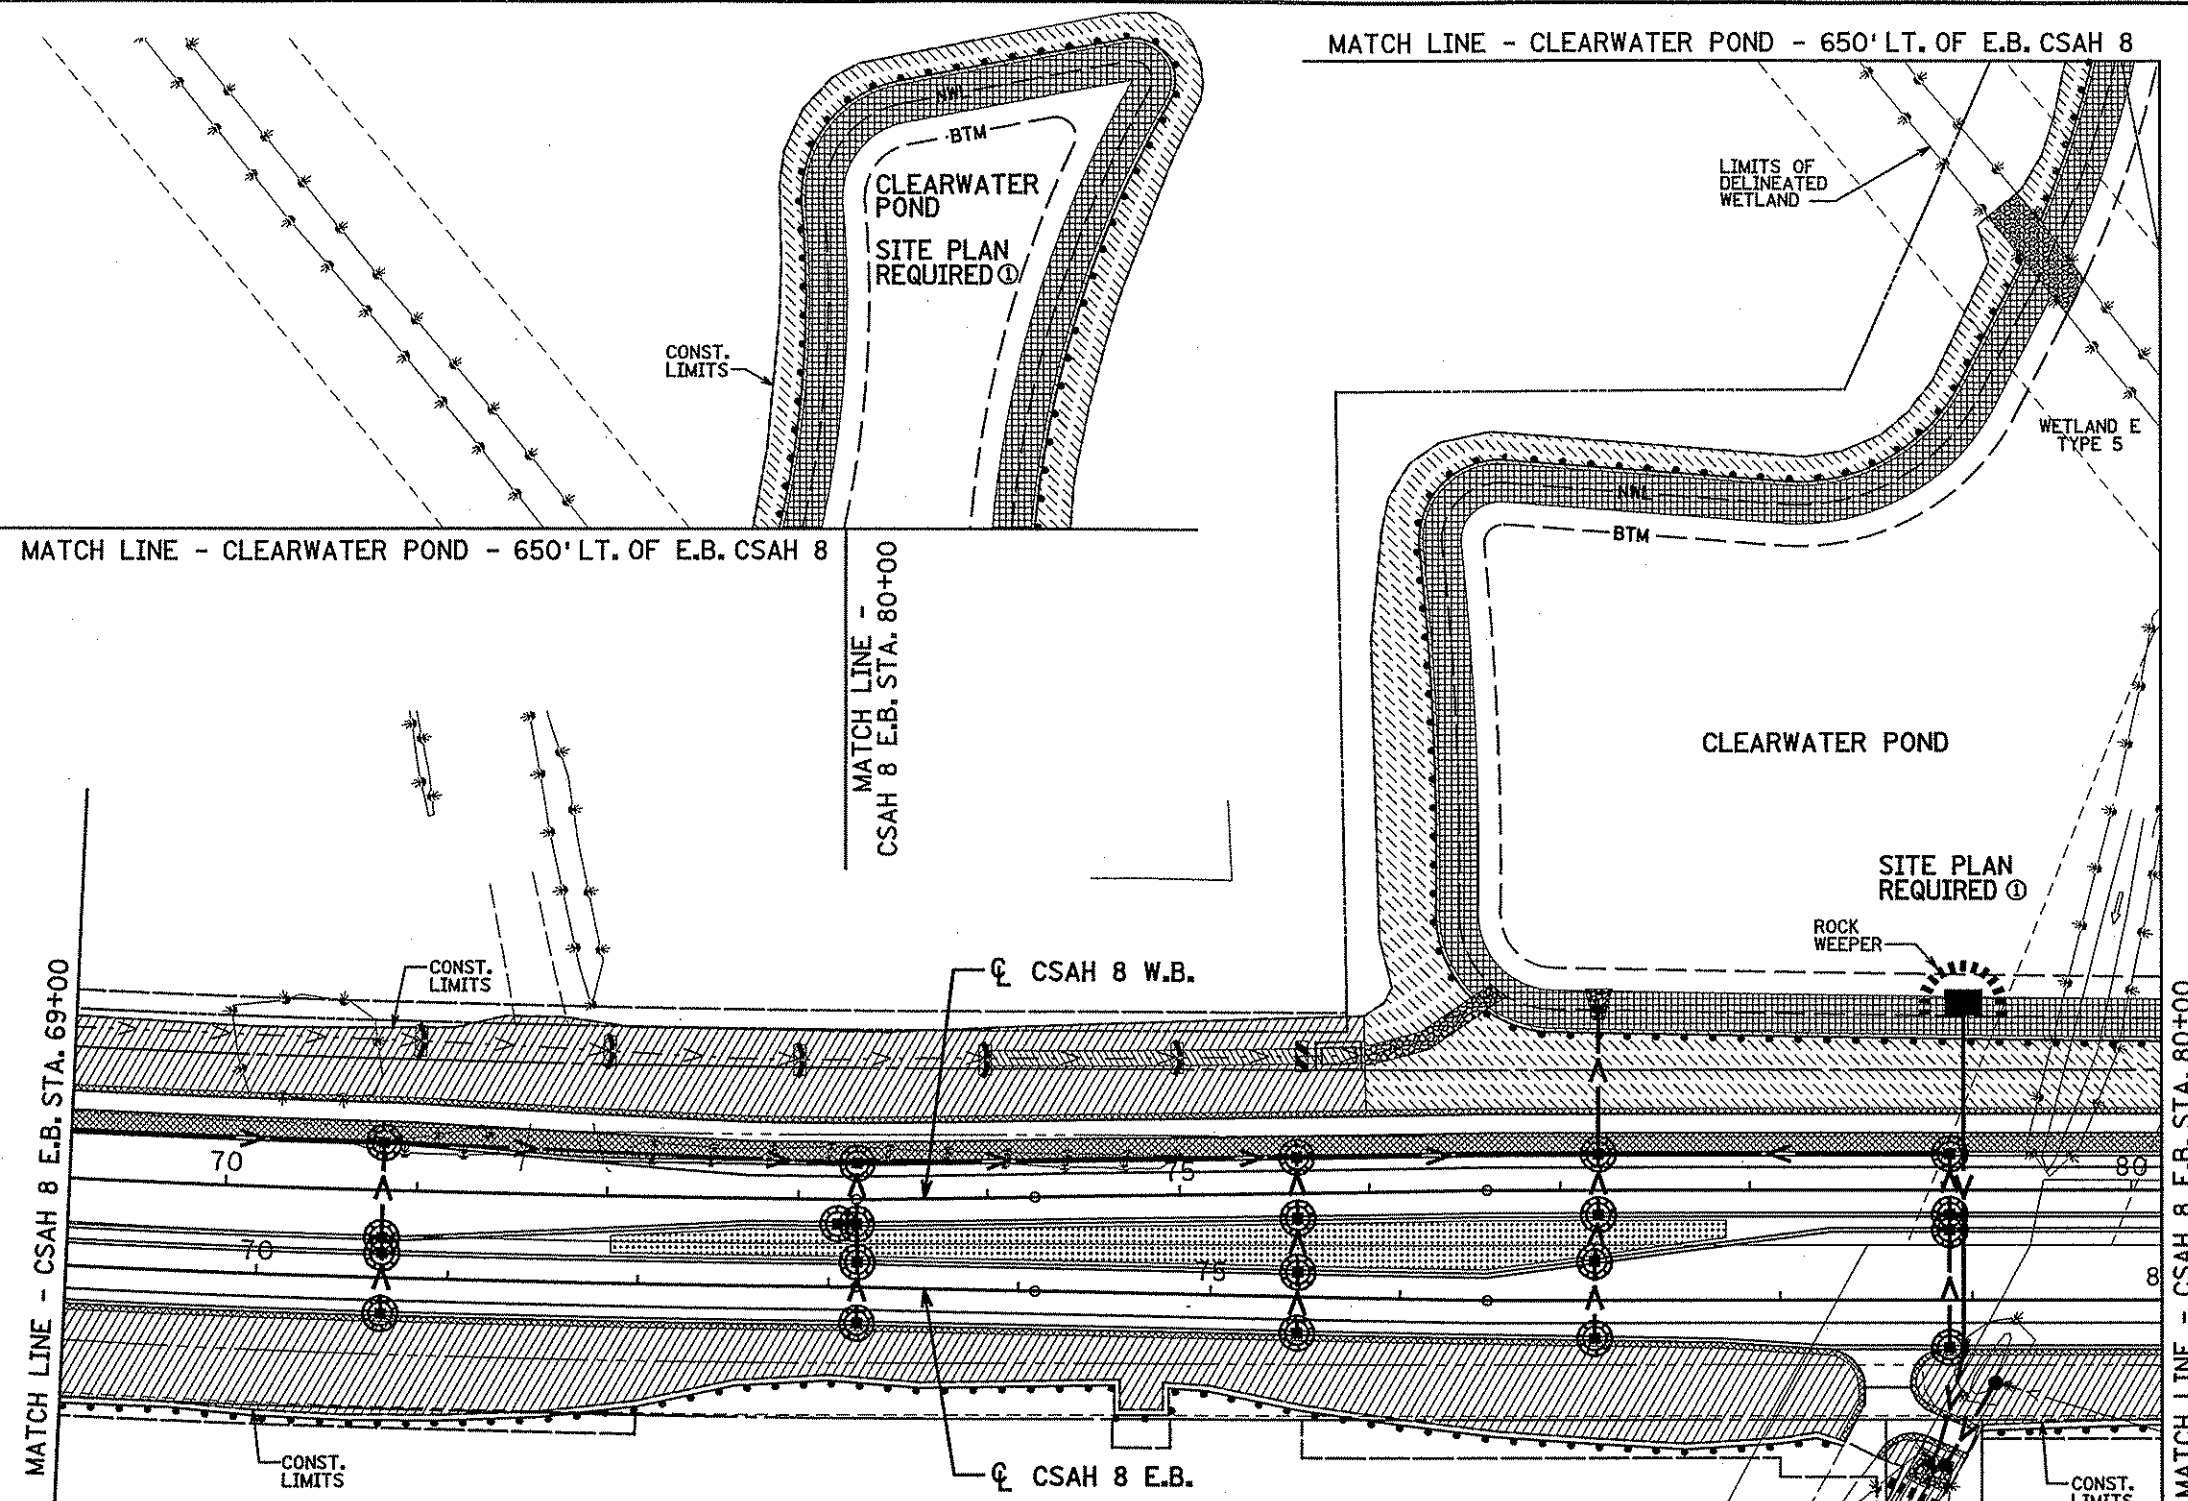 MATCH LINE - CLEARWATER POND - 650' LT. OF E.B. CSAH 8
NWL
BTM
CLEARWATER
POND
SITE PLAN
REQUIRED ①
CONST.
LIMITS
LIMITS OF
DELINEATED
WETLAND
WETLAND E
TYPE 5
NWL
BTM
MATCH LINE - CLEARWATER POND - 650' LT. OF E.B. CSAH 8
MATCH LINE -
CSAH 8 E.B. STA. 80+00
CLEARWATER POND
SITE PLAN
REQUIRED ①
ROCK
WEEPER
CONST.
LIMITS
℄ CSAH 8 W.B.
MATCH LINE - CSAH 8 E.B. STA. 69+00
70
75
80
70
75
8
℄ CSAH 8 E.B.
CONST.
LIMITS
CONST.
LIMITS
MATCH LINE - CSAH 8 E.B. STA. 80+00